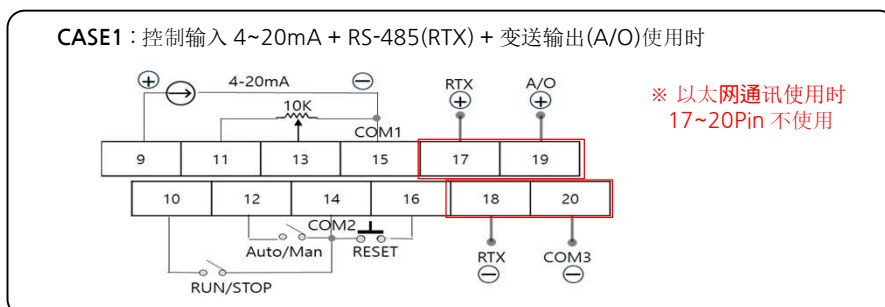 CASE1 : 控制输入 4~20mA + RS-485(RTX) + 变送输出(A/O)使用时
4-20mA
RTX
A/O
10K
COM1
※ 以太网通讯使用时
17~20Pin 不使用
9 11 13 15 17 19
10 12 14 16 18 20
COM2
Auto/Man
RESET
RTX
COM3
RUN/STOP